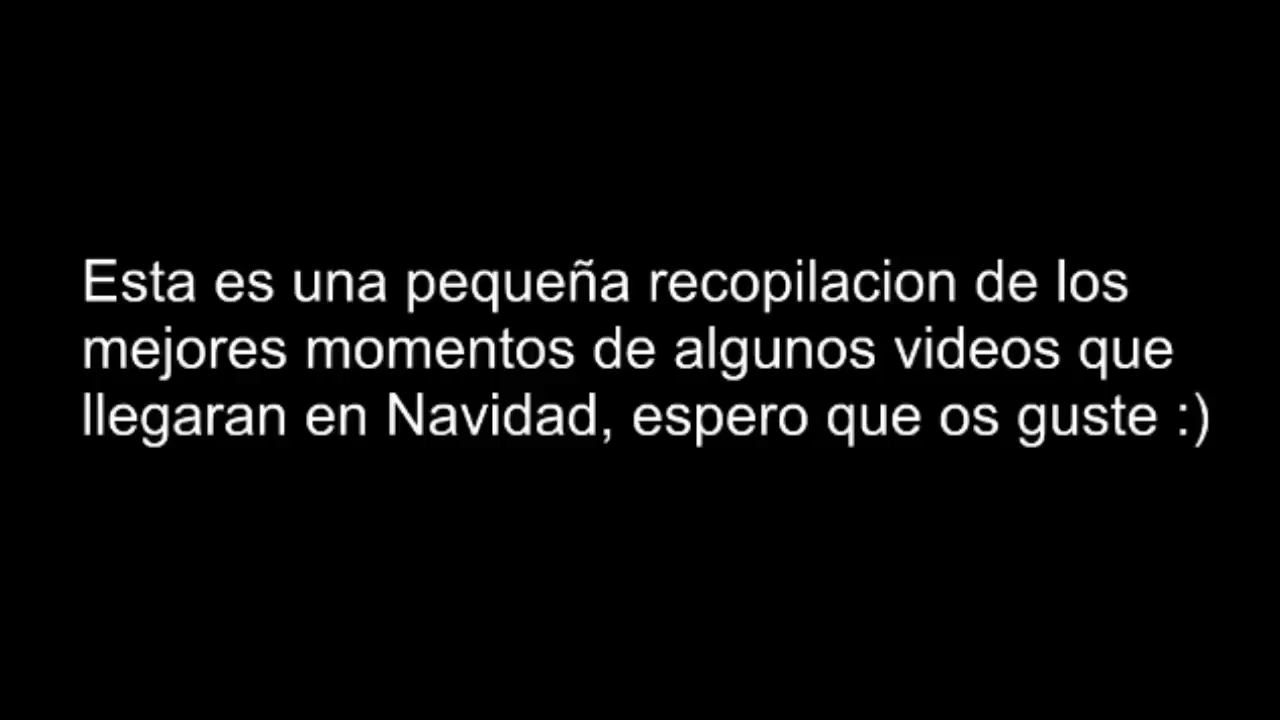 Esta es una pequeña recopilacion de los
mejores momentos de algunos videos que
llegaran en Navidad, espero que os guste :)